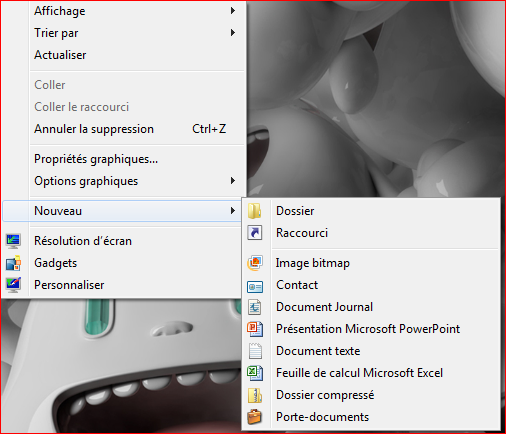 Affichage
Trier par
Actualiser
Coller
Coller le raccourci
Annuler la suppression Ctrl+Z
Propriétés graphiques...
Options graphiques
Nouveau
Résolution d'écran
Gadgets
Personnaliser
Dossier
Raccourci
Image bitmap
Contact
Document Journal
Présentation Microsoft PowerPoint
Document texte
Feuille de calcul Microsoft Excel
Dossier compressé
Porte-documents